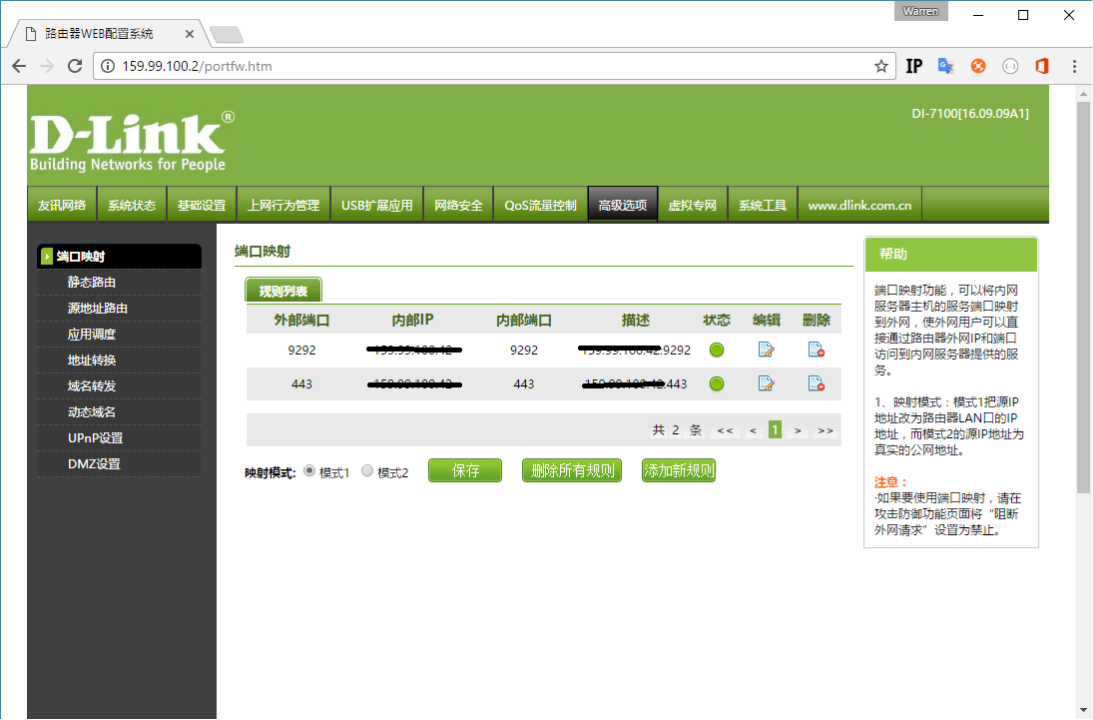 Warren
路由器WEB配置系统
159.99.100.2/portfw.htm
IP
D-Link®
Building Networks for People
DI-7100[16.09.09A1]
友讯网络 系统状态 基础设置 上网行为管理 USB扩展应用 网络安全 QoS流量控制 高级选项 虚拟专网 系统工具 www.dlink.com.cn
端口映射
静态路由
源地址路由
应用调度
地址转换
域名转发
动态域名
UPnP设置
DMZ设置
端口映射
规则列表
外部端口 内部IP 内部端口 描述 状态 编辑 删除
9292 9292 :9292
443 443 :443
共 2 条 << < 1 > >>
映射模式: 模式1 模式2 保存 删除所有规则 添加新规则
帮助
端口映射功能，可以将内网
服务器主机的服务端口映射
到外网，使外网用户可以直
接通过路由器外网IP和端口
访问到内网服务器提供的服
务。
1、映射模式：模式1把源IP
地址改为路由器LAN口的IP
地址，而模式2的源IP地址为
真实的公网地址。
注意：
·如果要使用端口映射，请在
攻击防御功能页面将“阻断
外网请求”设置为禁止。